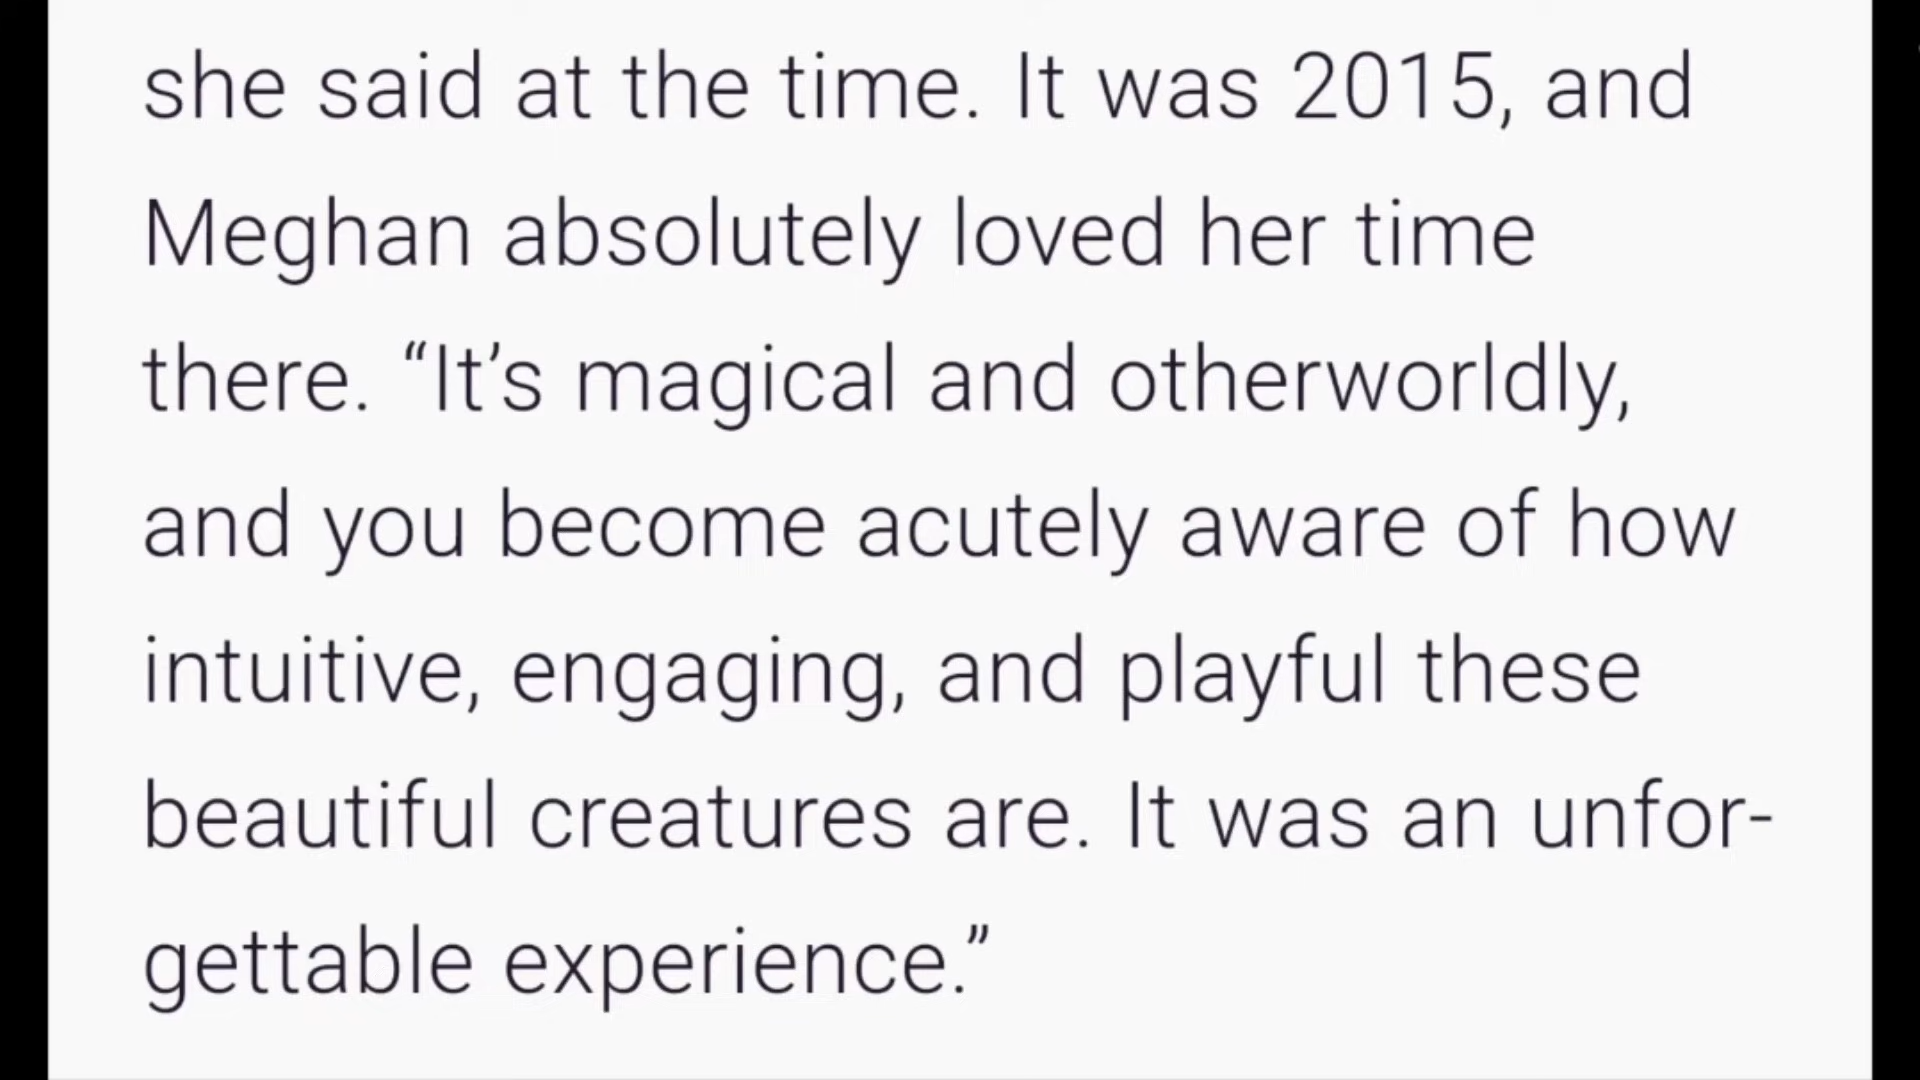 she said at the time. It was 2015, and
Meghan absolutely loved her time
there. “It’s magical and otherworldly,
and you become acutely aware of how
intuitive, engaging, and playful these
beautiful creatures are. It was an unfor-
gettable experience.”